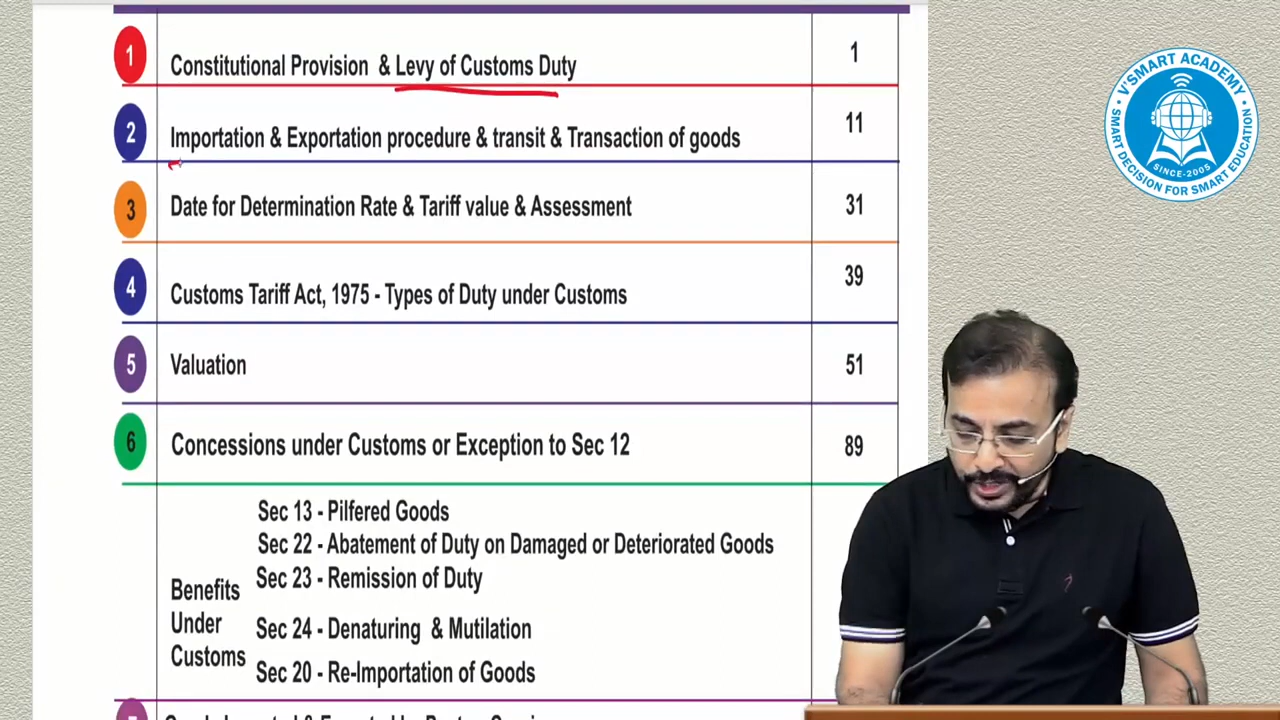 1 Constitutional Provision & Levy of Customs Duty 1
2 Importation & Exportation procedure & transit & Transaction of goods 11
3 Date for Determination Rate & Tariff value & Assessment 31
4 Customs Tariff Act, 1975 - Types of Duty under Customs 39
5 Valuation 51
6 Concessions under Customs or Exception to Sec 12 89
Benefits Under Customs
Sec 13 - Pilfered Goods
Sec 22 - Abatement of Duty on Damaged or Deteriorated Goods
Sec 23 - Remission of Duty
Sec 24 - Denaturing & Mutilation
Sec 20 - Re-Importation of Goods
V'SMART ACADEMY
SINCE-2005
SMART DECISION FOR SMART EDUCATION